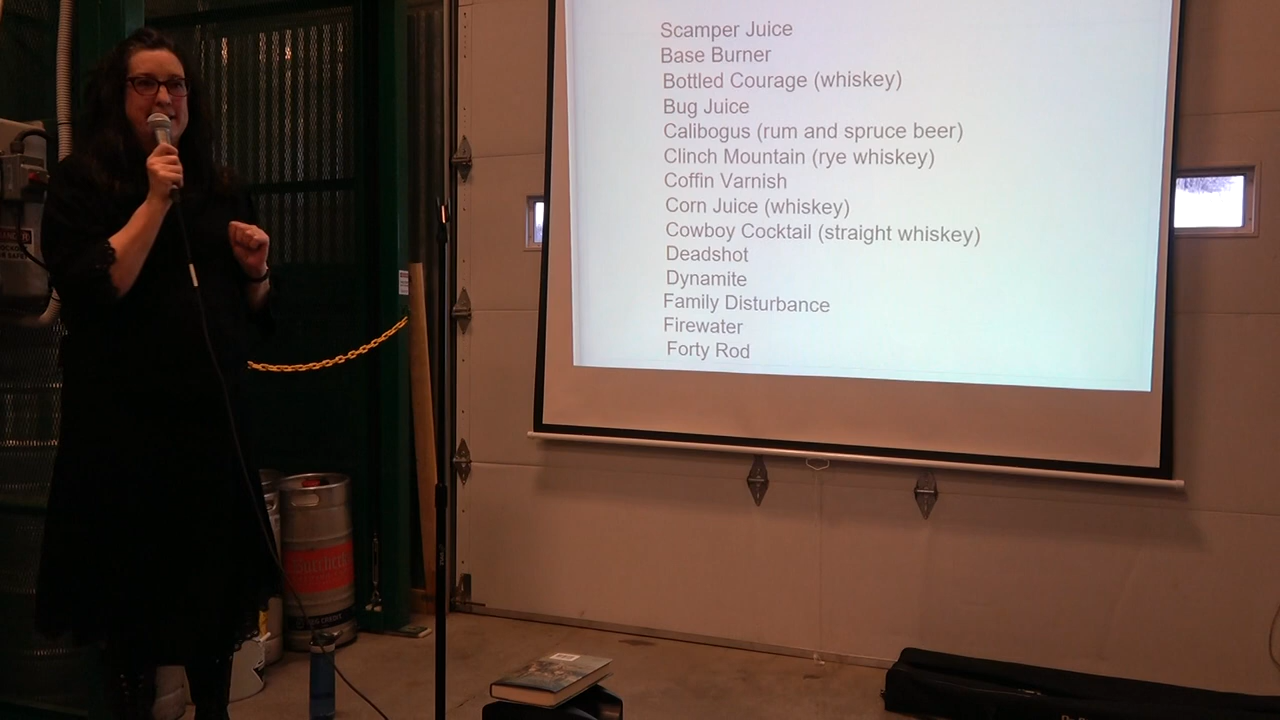 Scamper Juice
Base Burner
Bottled Courage (whiskey)
Bug Juice
Calibogus (rum and spruce beer)
Clinch Mountain (rye whiskey)
Coffin Varnish
Corn Juice (whiskey)
Cowboy Cocktail (straight whiskey)
Deadshot
Dynamite
Family Disturbance
Firewater
Forty Rod